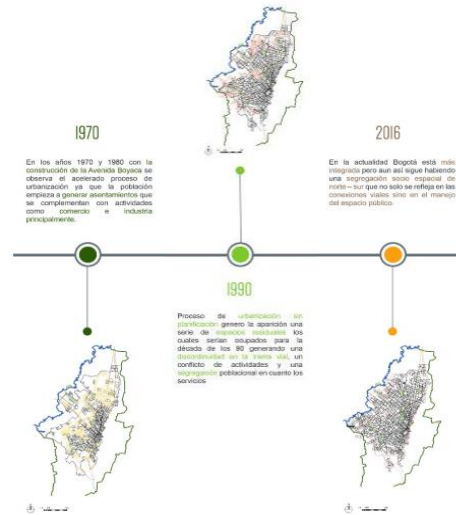 1970
En los años 1970 y 1980 con la
construcción de la Avenida Boyaca se
observa el acelerado proceso de
urbanización ya que la población
empieza a generar asentamientos que
se complementan con actividades
como comercio e industria
principalmente.
2016
En la actualidad Bogotá está más
integrada pero aun así sigue habiendo
una segregación socio espacial de
norte – sur que no solo se refleja en las
conexiones viales sino en el manejo
del espacio público.
1990
Proceso de urbanización sin
planificación genero la aparición una
serie de espacios residuales los
cuales serían ocupados para la
década de los 90 generando una
discontinuidad en la trama vial, un
conflicto de actividades y una
segregación poblacional en cuanto los
servicios